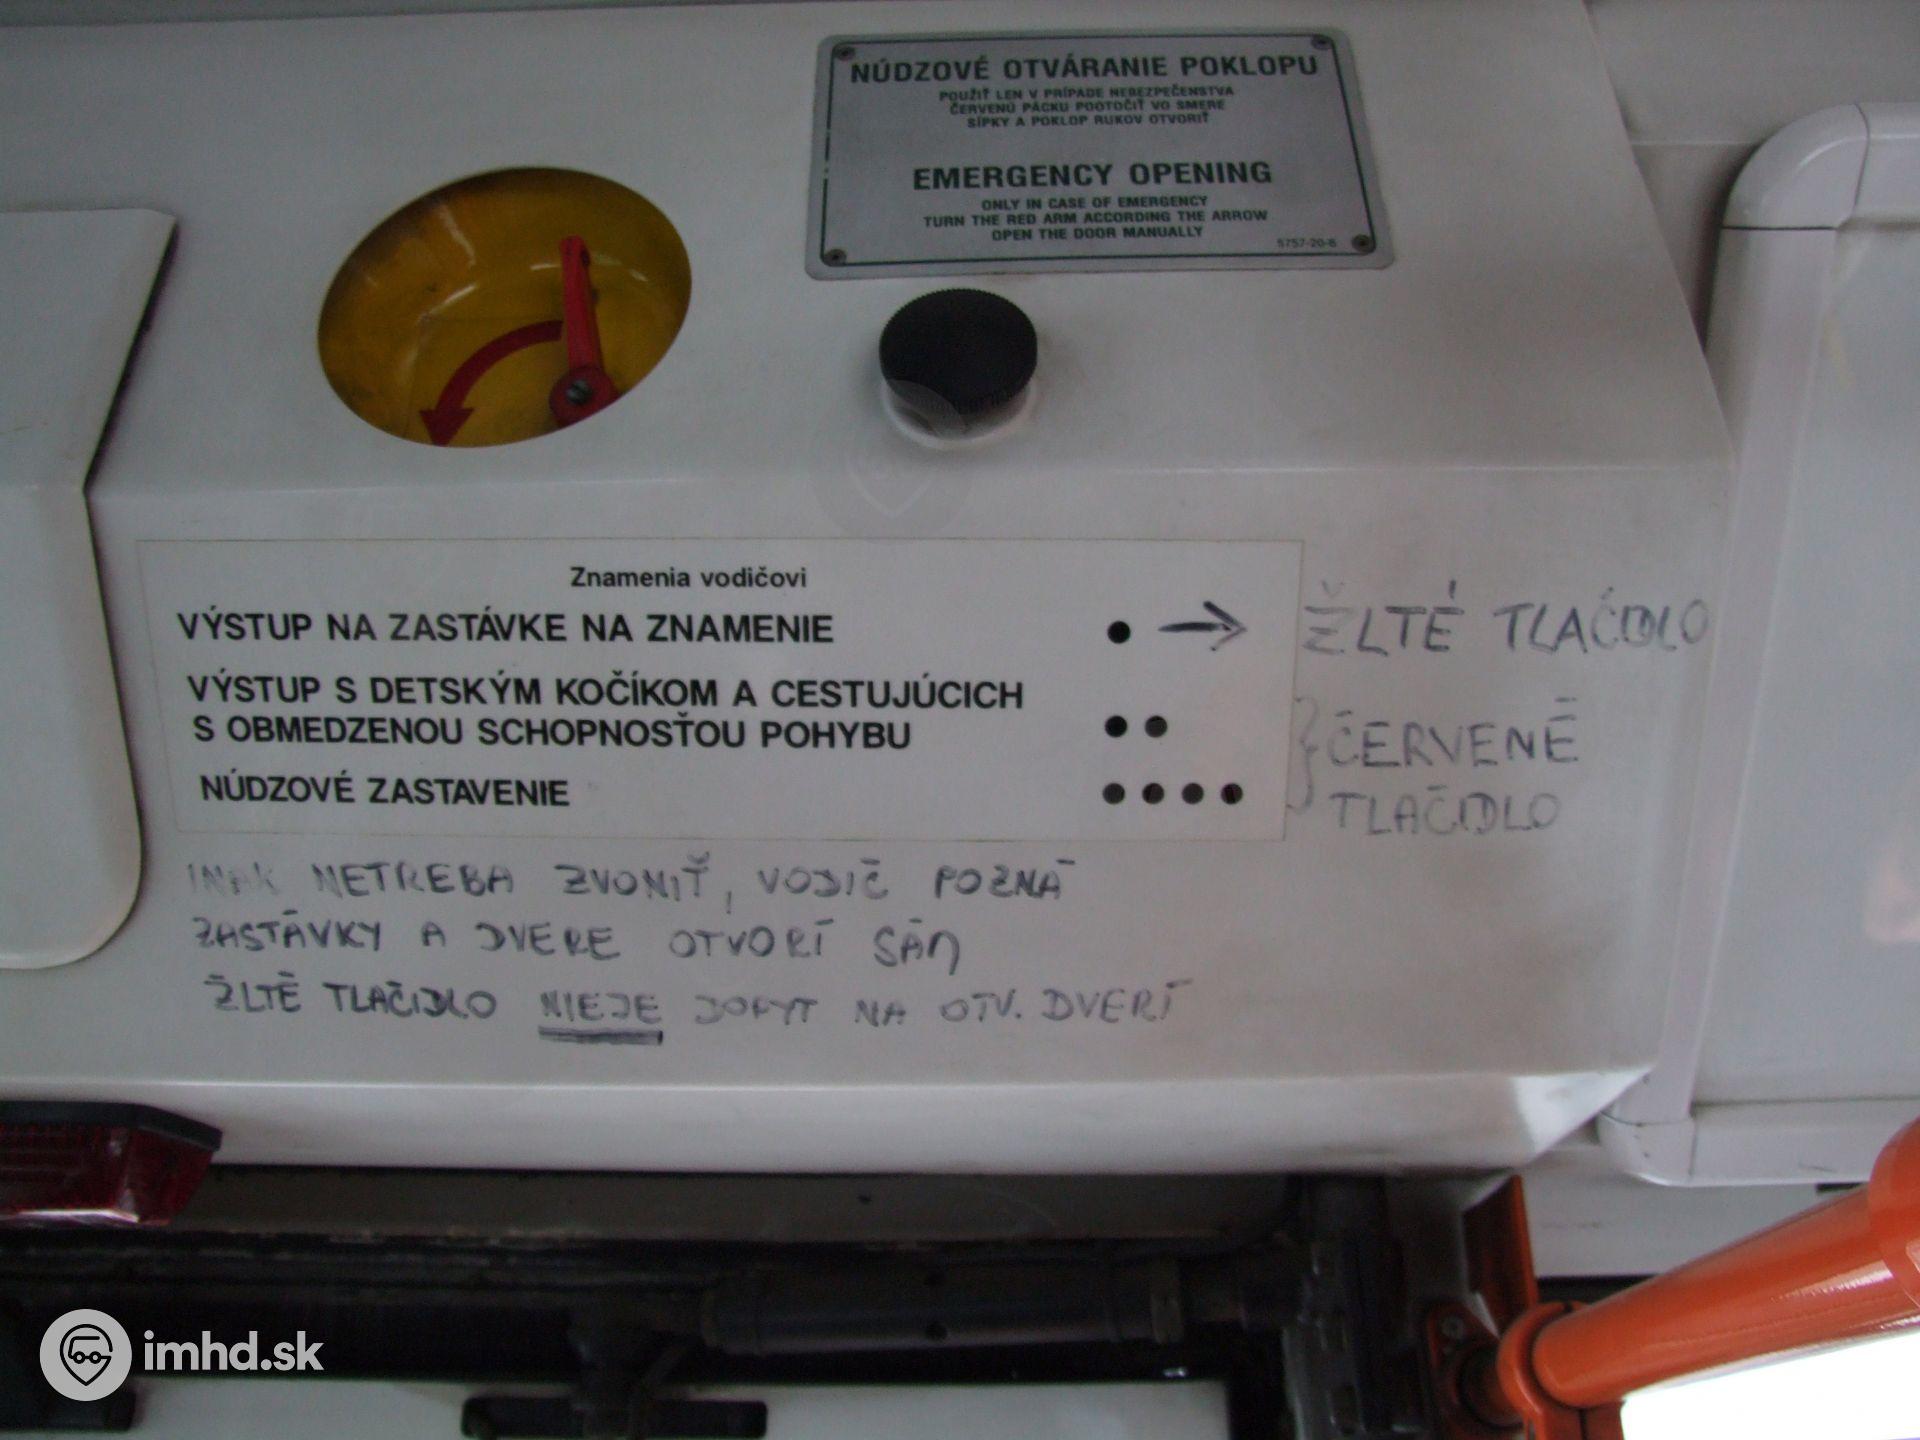 NÚDZOVÉ OTVÁRANIE POKLOPU
POUŽIŤ LEN V PRÍPADE NEBEZPEČENSTVA
ČERVENÚ PÁCKU POOTOČIŤ VO SMERE
SÍPKY A POKLOP RUKOV OTVORIŤ
EMERGENCY OPENING
ONLY IN CASE OF EMERGENCY
TURN THE RED ARM ACCORDING THE ARROW
OPEN THE DOOR MANUALLY
5757-20-6
Znamenia vodičovi
VÝSTUP NA ZASTÁVKE NA ZNAMENIE ● → ŽLTÉ TLAČIDLO
VÝSTUP S DETSKÝM KOČÍKOM A CESTUJÚCICH
S OBMEDZENOU SCHOPNOSŤOU POHYBU ● ●
NÚDZOVÉ ZASTAVENIE ● ● ● ●
ČERVENÉ
TLAČIDLO
INAK NETREBA ZVONIŤ, VODIČ POZNÁ
ZASTÁVKY A DVERE OTVORÍ SÁM
ŽLTÉ TLAČIDLO NIEJE DOPYT NA OTV. DVERÍ
imhd.sk